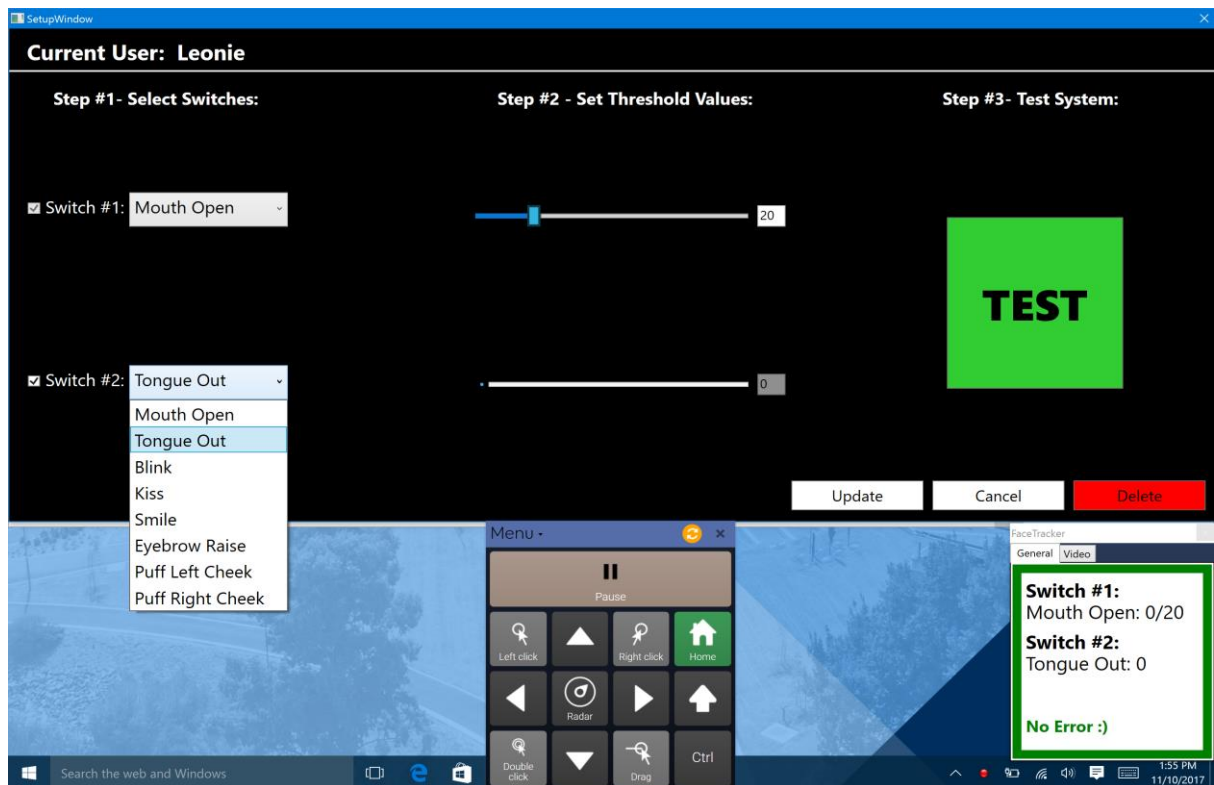 SetupWindow
Current User: Leonie
Step #1- Select Switches:
Step #2 - Set Threshold Values:
Step #3- Test System:
Switch #1:
Mouth Open
20
TEST
Switch #2:
Tongue Out
0
Mouth Open
Tongue Out
Blink
Kiss
Smile
Eyebrow Raise
Puff Left Cheek
Puff Right Cheek
Update
Cancel
Delete
Menu
Pause
Left click
Right click
Home
Radar
Double
click
Drag
Ctrl
FaceTracker
General
Video
Switch #1:
Mouth Open: 0/20
Switch #2:
Tongue Out: 0
No Error :)
Search the web and Windows
1:55 PM
11/10/2017